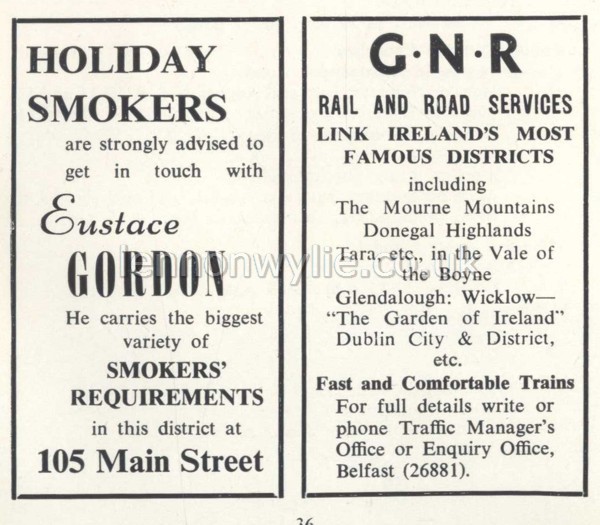 HOLIDAY
SMOKERS
are strongly advised to
get in touch with
Eustace
GORDON
He carries the biggest
variety of
SMOKERS'
REQUIREMENTS
in this district at
105 Main Street
G·N·R
RAIL AND ROAD SERVICES
LINK IRELAND'S MOST
FAMOUS DISTRICTS
including
The Mourne Mountains
Donegal Highlands
Tara, etc., in the Vale of
the Boyne
Glendalough: Wicklow—
"The Garden of Ireland"
Dublin City & District,
etc.
Fast and Comfortable Trains
For full details write or
phone Traffic Manager's
Office or Enquiry Office,
Belfast (26881).
lennonwylie.co.uk
36